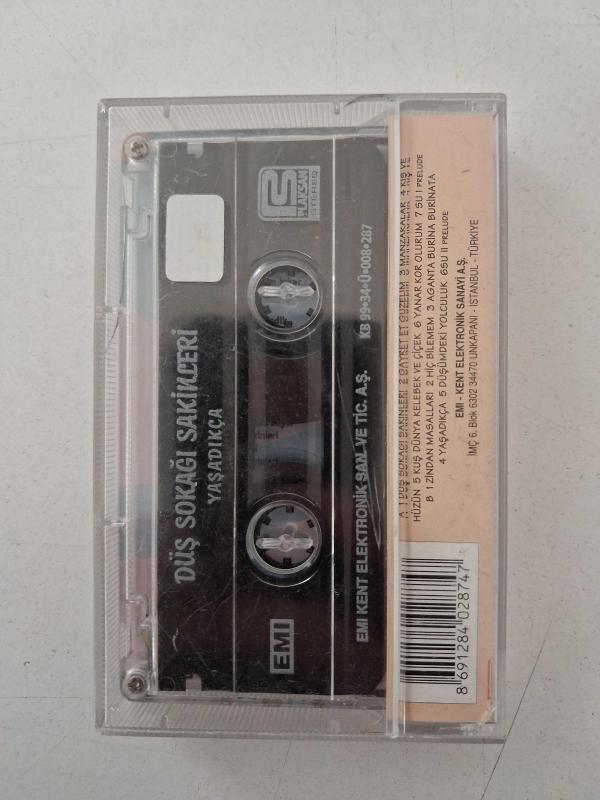 DÜŞ SOKAĞI SAKİNLERİ
YAŞADIKÇA
PLAKSAN
STEREO
EMI
KB 99•34•Ü•008•287
EMI KENT ELEKTRONİK SAN. VE TİC. A.Ş.
A 1 DÜŞ SOKAĞI SAKİNLERİ 2 GAYRET ET GÜZELİM 3 MANZARALAR 4 KIŞ VE
HÜZÜN 5 KUŞ DÜNYA KELEBEK VE ÇİÇEK 6 YANAR KOR OLURUM 7 SU I PRELUDE
B 1 ZİNDAN MASALLARI 2 HİÇ BİLEMEM 3 AGANTA BURİNA BURİNATA
4 YAŞADIKÇA 5 DÜŞÜMDEKİ YOLCULUK 6 SU II PRELUDE
EMI - KENT ELEKTRONİK SANAYİ A.Ş.
İMÇ 6. Blok 6302 34470 UNKAPANI - İSTANBUL - TÜRKİYE
8 691284 028747